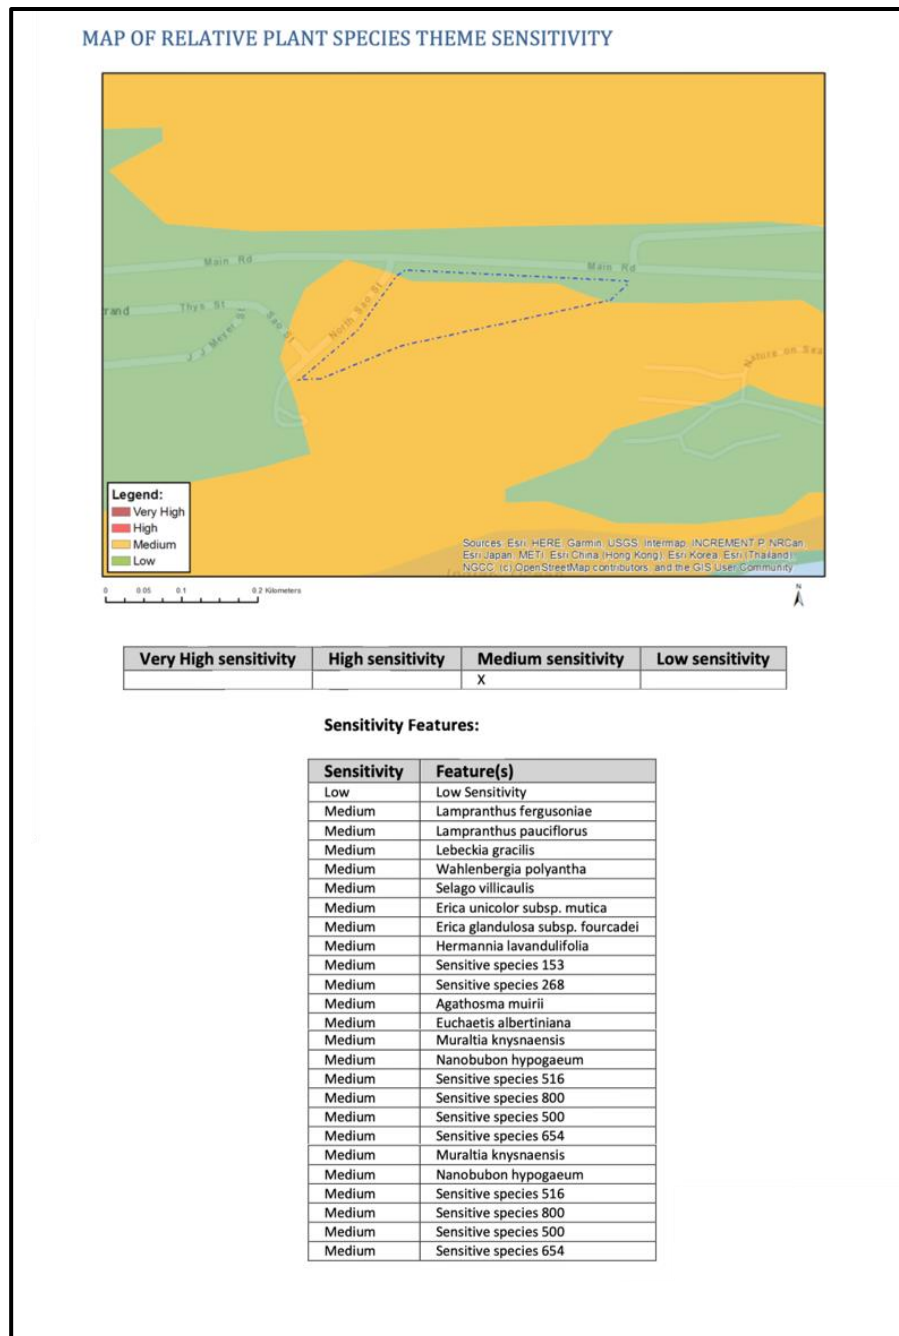 MAP OF RELATIVE PLANT SPECIES THEME SENSITIVITY
Main Rd
Main Rd
Thys St
North Sao St
Sao St
J J Meyer St
rand
Nature on Sea
Legend:
Very High
High
Medium
Low
Sources: Esri, HERE, Garmin, USGS, Intermap, INCREMENT P, NRCan,
Esri Japan, METI, Esri China (Hong Kong), Esri Korea, Esri (Thailand),
NGCC, (c) OpenStreetMap contributors, and the GIS User Community
0 0.05 0.1 0.2 Kilometers
N
Very High sensitivity High sensitivity Medium sensitivity Low sensitivity
X
Sensitivity Features:
Sensitivity Feature(s)
Low Low Sensitivity
Medium Lampranthus fergusoniae
Medium Lampranthus pauciflorus
Medium Lebeckia gracilis
Medium Wahlenbergia polyantha
Medium Selago villicaulis
Medium Erica unicolor subsp. mutica
Medium Erica glandulosa subsp. fourcadei
Medium Hermannia lavandulifolia
Medium Sensitive species 153
Medium Sensitive species 268
Medium Agathosma muirii
Medium Euchaetis albertiniana
Medium Muraltia knysnaensis
Medium Nanobubon hypogaeum
Medium Sensitive species 516
Medium Sensitive species 800
Medium Sensitive species 500
Medium Sensitive species 654
Medium Muraltia knysnaensis
Medium Nanobubon hypogaeum
Medium Sensitive species 516
Medium Sensitive species 800
Medium Sensitive species 500
Medium Sensitive species 654